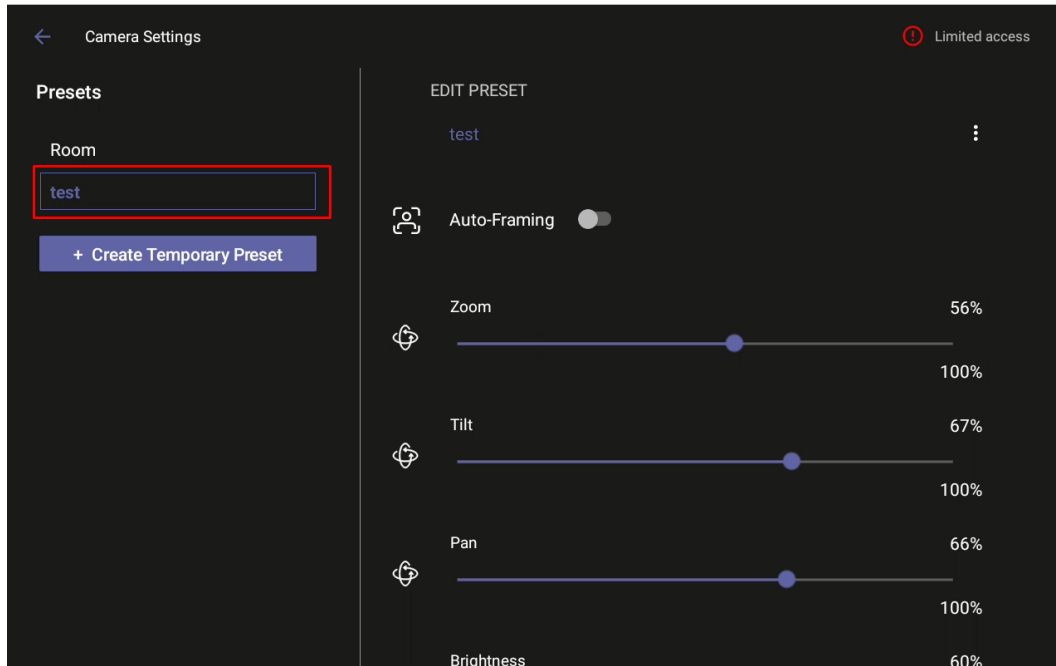 Camera Settings
Limited access
Presets
Room
test
+ Create Temporary Preset
EDIT PRESET
test
Auto-Framing
Zoom 56%
100%
Tilt 67%
100%
Pan 66%
100%
Brightness 60%